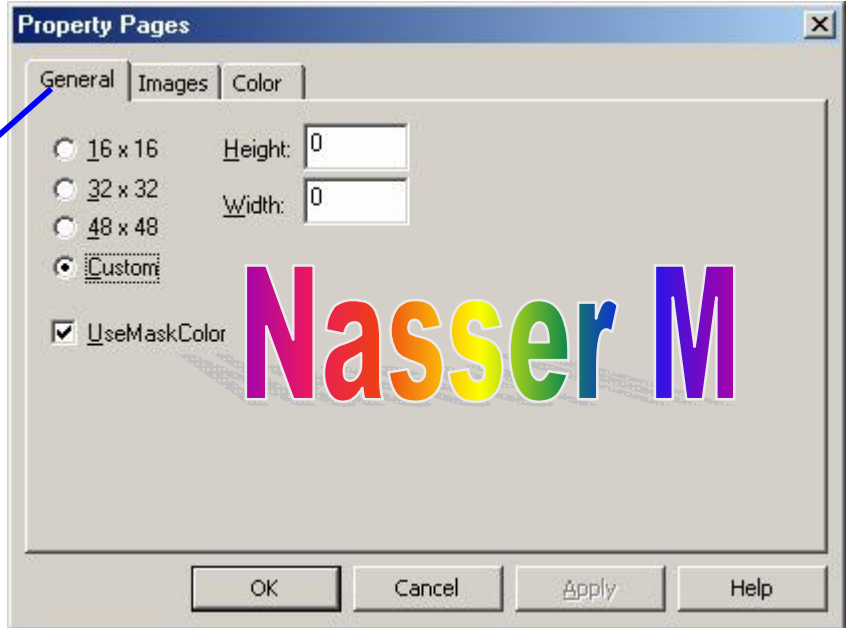 Property Pages
General Images Color
16 x 16 Height: 0
32 x 32
Width: 0
48 x 48
Custom
UseMaskColor
Nasser M
OK Cancel Apply Help